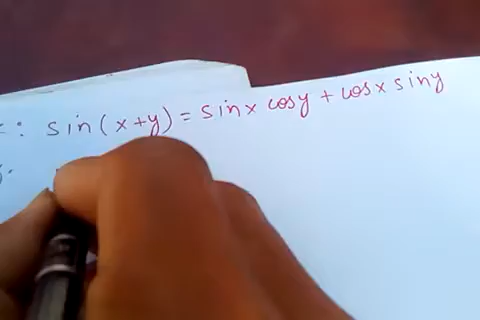 : sin(x+y) = sinx cosy + cosx siny